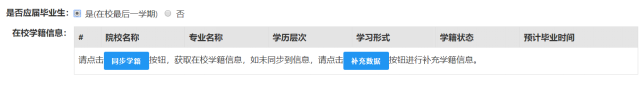 是否应届毕业生： 是(在校最后一学期) 否
在校学籍信息：
# 院校名称 专业名称 学历层次 学习形式 学籍状态 预计毕业时间
请点击 同步学籍 按钮，获取在校学籍信息，如未同步到信息，请点击 补充数据 按钮进行补充学籍信息。